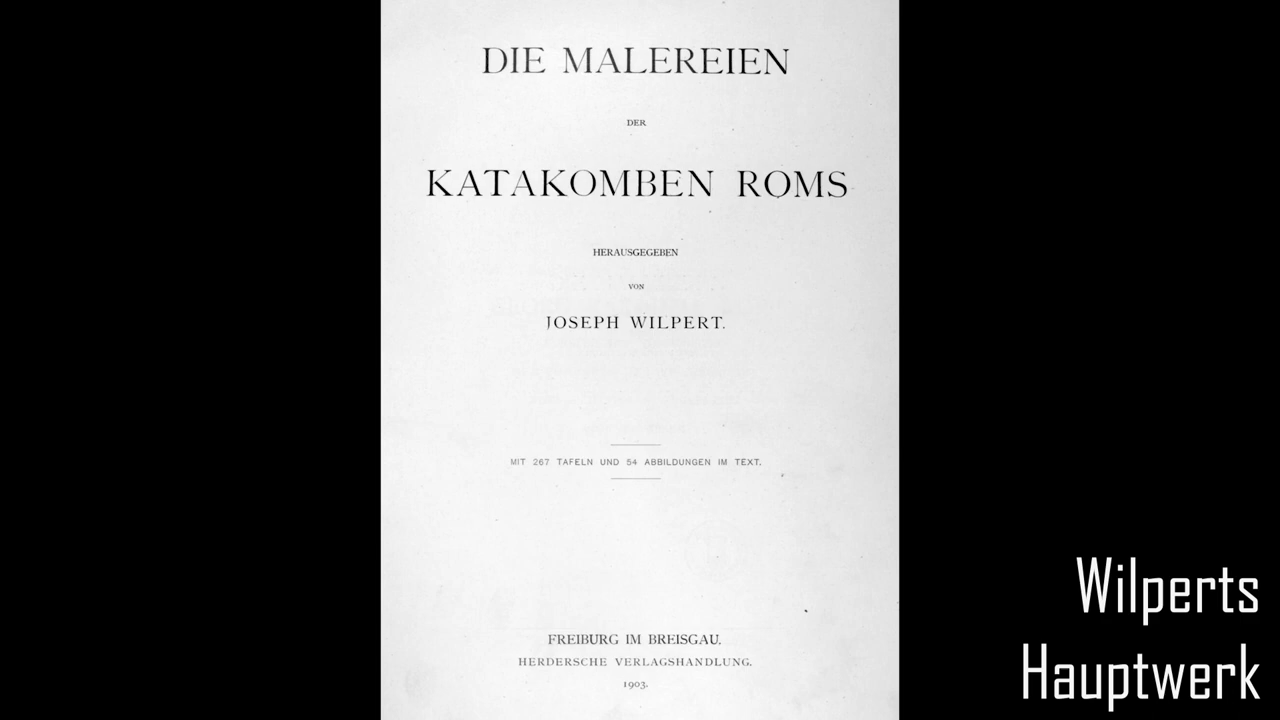 DIE MALEREIEN
DER
KATAKOMBEN ROMS
HERAUSGEGEBEN
VON
JOSEPH WILPERT.
MIT 267 TAFELN UND 54 ABBILDUNGEN IM TEXT.
FREIBURG IM BREISGAU.
HERDERSCHE VERLAGSHANDLUNG.
1903.
Wilperts
Hauptwerk